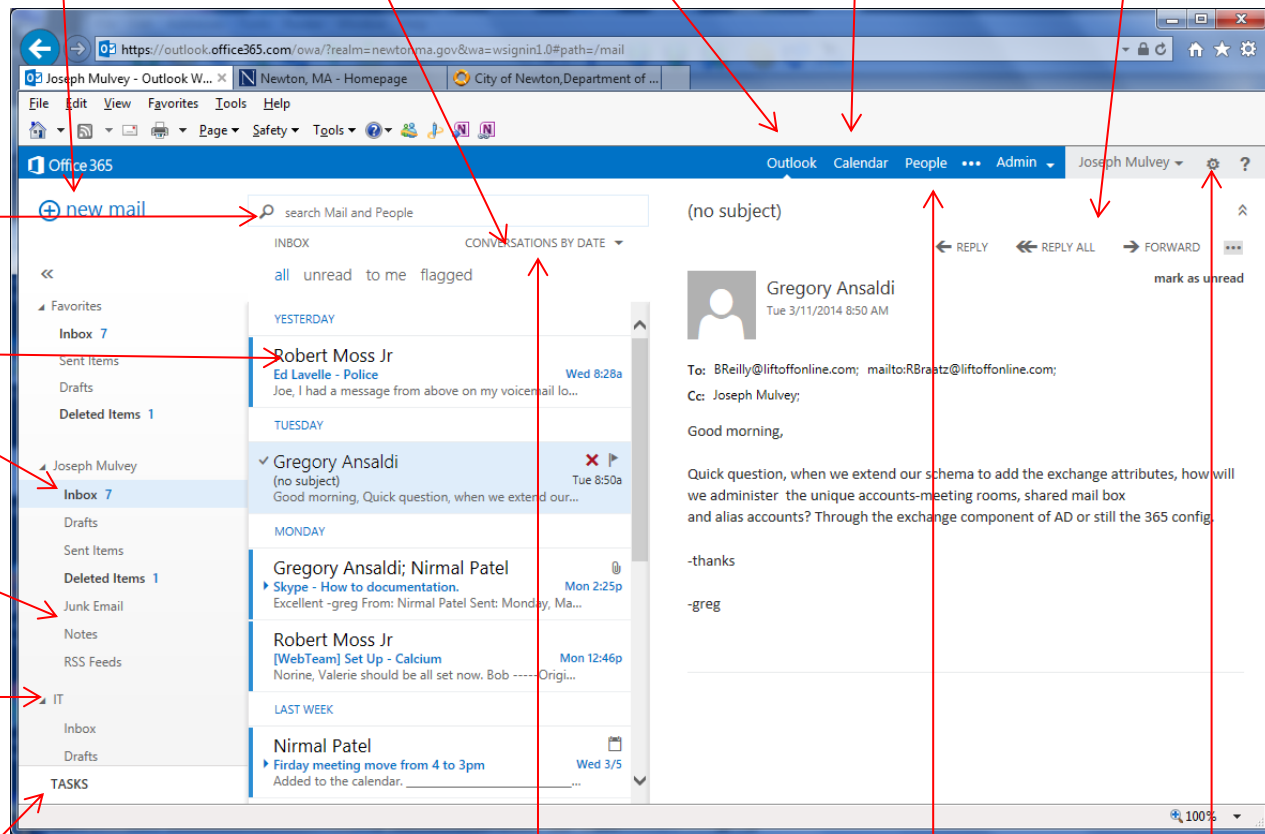 https://outlook.office365.com/owa/?realm=newtonma.gov&wa=wsignin1.0#path=/mail
Joseph Mulvey - Outlook W... × Newton, MA - Homepage City of Newton,Department of ...
File Edit View Favorites Tools Help
Page Safety Tools
Office 365 Outlook Calendar People ••• Admin Joseph Mulvey ?
new mail
search Mail and People
INBOX CONVERSATIONS BY DATE
all unread to me flagged
Favorites
Inbox 7
Sent Items
Drafts
Deleted Items 1
Joseph Mulvey
Inbox 7
Drafts
Sent Items
Deleted Items 1
Junk Email
Notes
RSS Feeds
IT
Inbox
Drafts
TASKS
YESTERDAY
Robert Moss Jr
Ed Lavelle - Police Wed 8:28a
Joe, I had a message from above on my voicemail lo...
TUESDAY
Gregory Ansaldi
(no subject) Tue 8:50a
Good morning, Quick question, when we extend our...
MONDAY
Gregory Ansaldi; Nirmal Patel
Skype - How to documentation. Mon 2:25p
Excellent -greg From: Nirmal Patel Sent: Monday, Ma...
Robert Moss Jr
[WebTeam] Set Up - Calcium Mon 12:46p
Norine, Valerie should be all set now. Bob -----Origi...
LAST WEEK
Nirmal Patel
Firday meeting move from 4 to 3pm Wed 3/5
Added to the calendar. ______________________...
(no subject)
REPLY REPLY ALL FORWARD •••
mark as unread
Gregory Ansaldi
Tue 3/11/2014 8:50 AM
To: BReilly@liftoffonline.com; mailto:RBraatz@liftoffonline.com;
Cc: Joseph Mulvey;
Good morning,
Quick question, when we extend our schema to add the exchange attributes, how will
we administer the unique accounts-meeting rooms, shared mail box
and alias accounts? Through the exchange component of AD or still the 365 config.
-thanks
-greg
100%